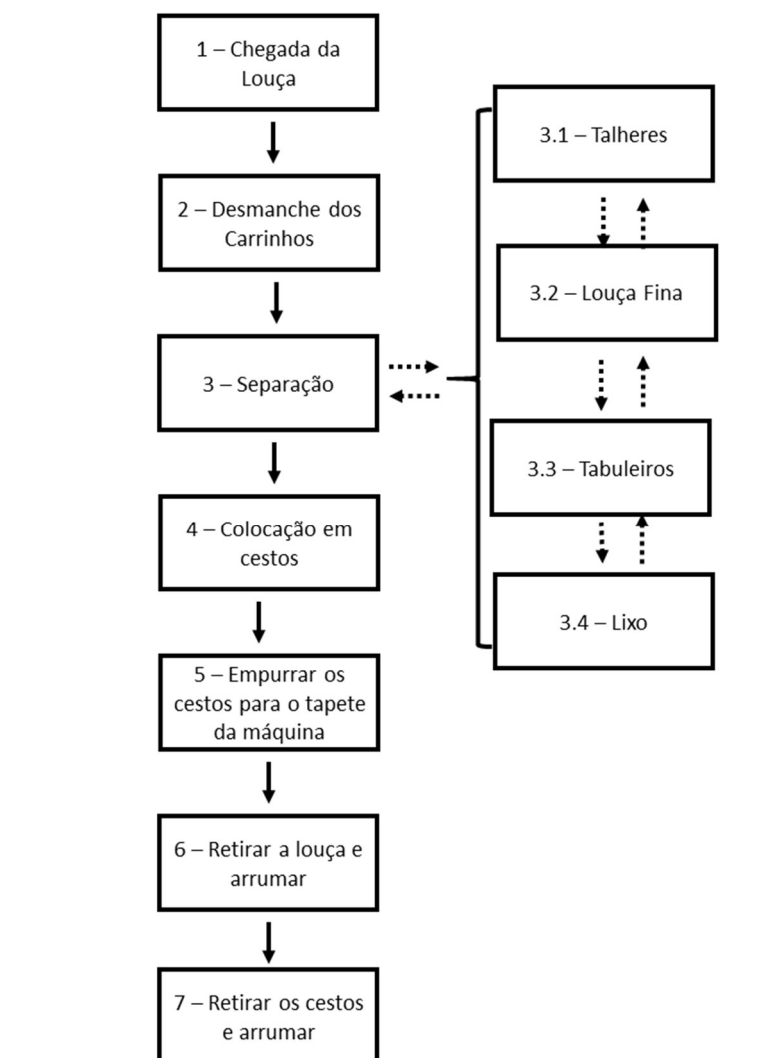 1 – Chegada da
Louça
2 – Desmanche dos
Carrinhos
3 – Separação
4 – Colocação em
cestos
5 – Empurrar os
cestos para o tapete
da máquina
6 – Retirar a louça e
arrumar
7 – Retirar os cestos
e arrumar
3.1 – Talheres
3.2 – Louça Fina
3.3 – Tabuleiros
3.4 – Lixo